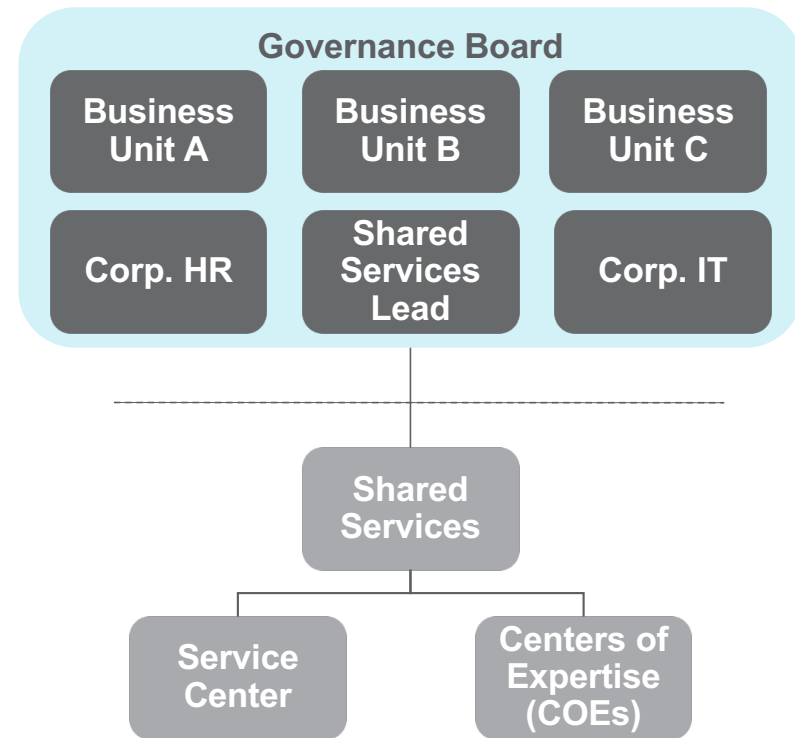 Governance Board
Business
Unit A
Business
Unit B
Business
Unit C
Corp. HR
Shared
Services
Lead
Corp. IT
Shared
Services
Service
Center
Centers of
Expertise
(COEs)